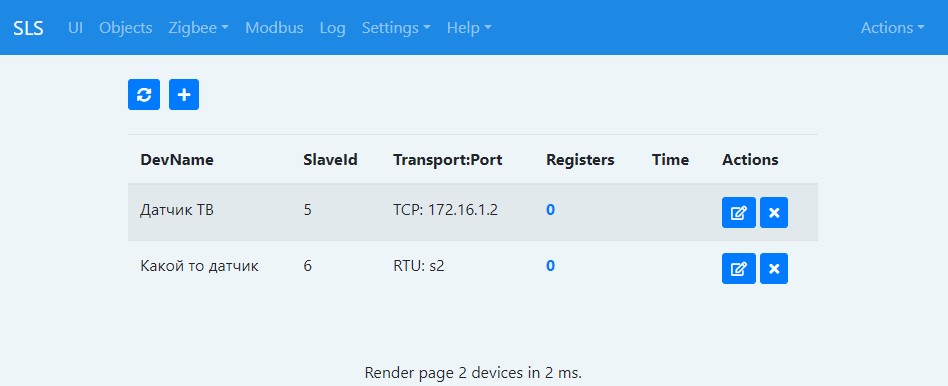 SLS UI Objects Zigbee Modbus Log Settings Help Actions
DevName SlaveId Transport:Port Registers Time Actions
Датчик ТВ 5 TCP: 172.16.1.2 0
Какой то датчик 6 RTU: s2 0
Render page 2 devices in 2 ms.